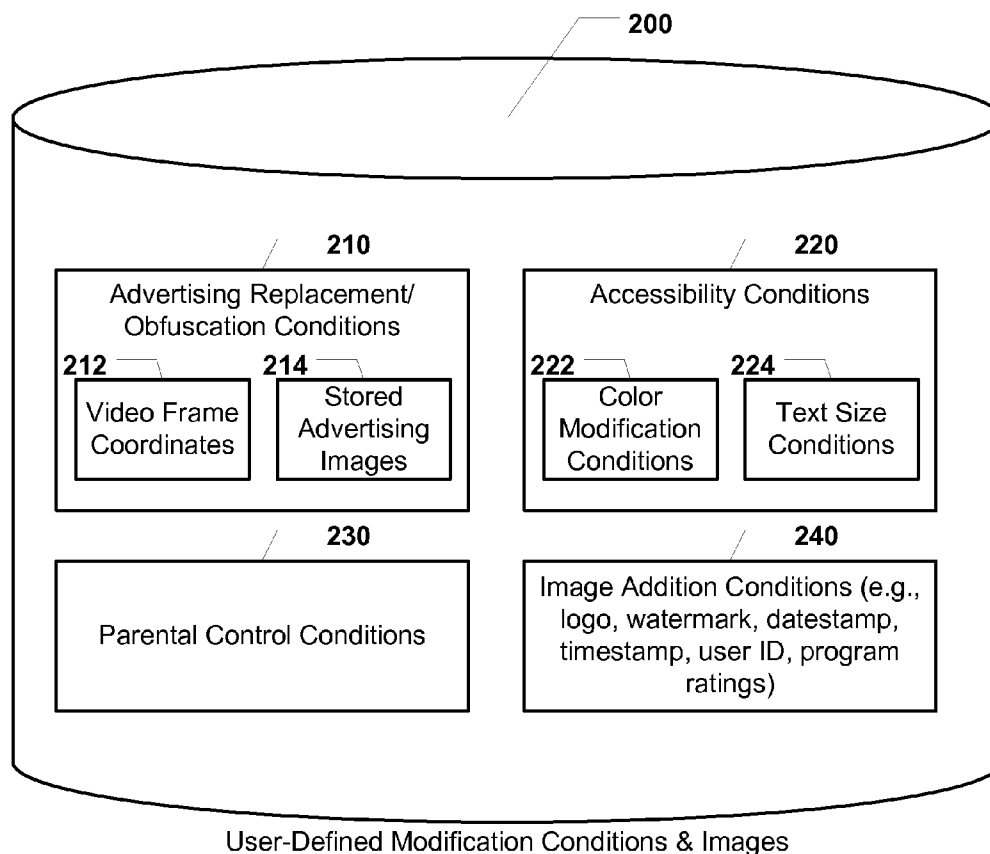 200
210
Advertising Replacement/
Obfuscation Conditions
212
Video Frame
Coordinates
214
Stored
Advertising
Images
220
Accessibility Conditions
222
Color
Modification
Conditions
224
Text Size
Conditions
230
Parental Control Conditions
240
Image Addition Conditions (e.g.,
logo, watermark, datestamp,
timestamp, user ID, program
ratings)
User-Defined Modification Conditions & Images